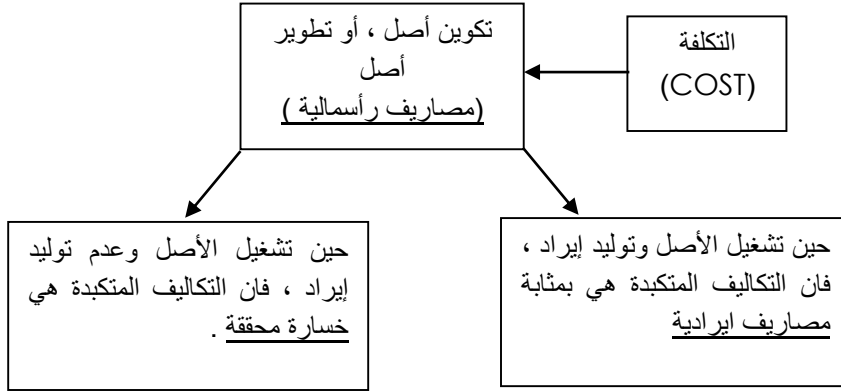 التكلفة
(COST)
تكوين أصل ، أو تطوير
أصل
(مصاريف رأسمالية )
حين تشغيل الأصل وتوليد إيراد ،
فان التكاليف المتكبدة هي بمثابة
مصاريف ايرادية
حين تشغيل الأصل وعدم توليد
إيراد ، فان التكاليف المتكبدة هي
خسارة محققة .